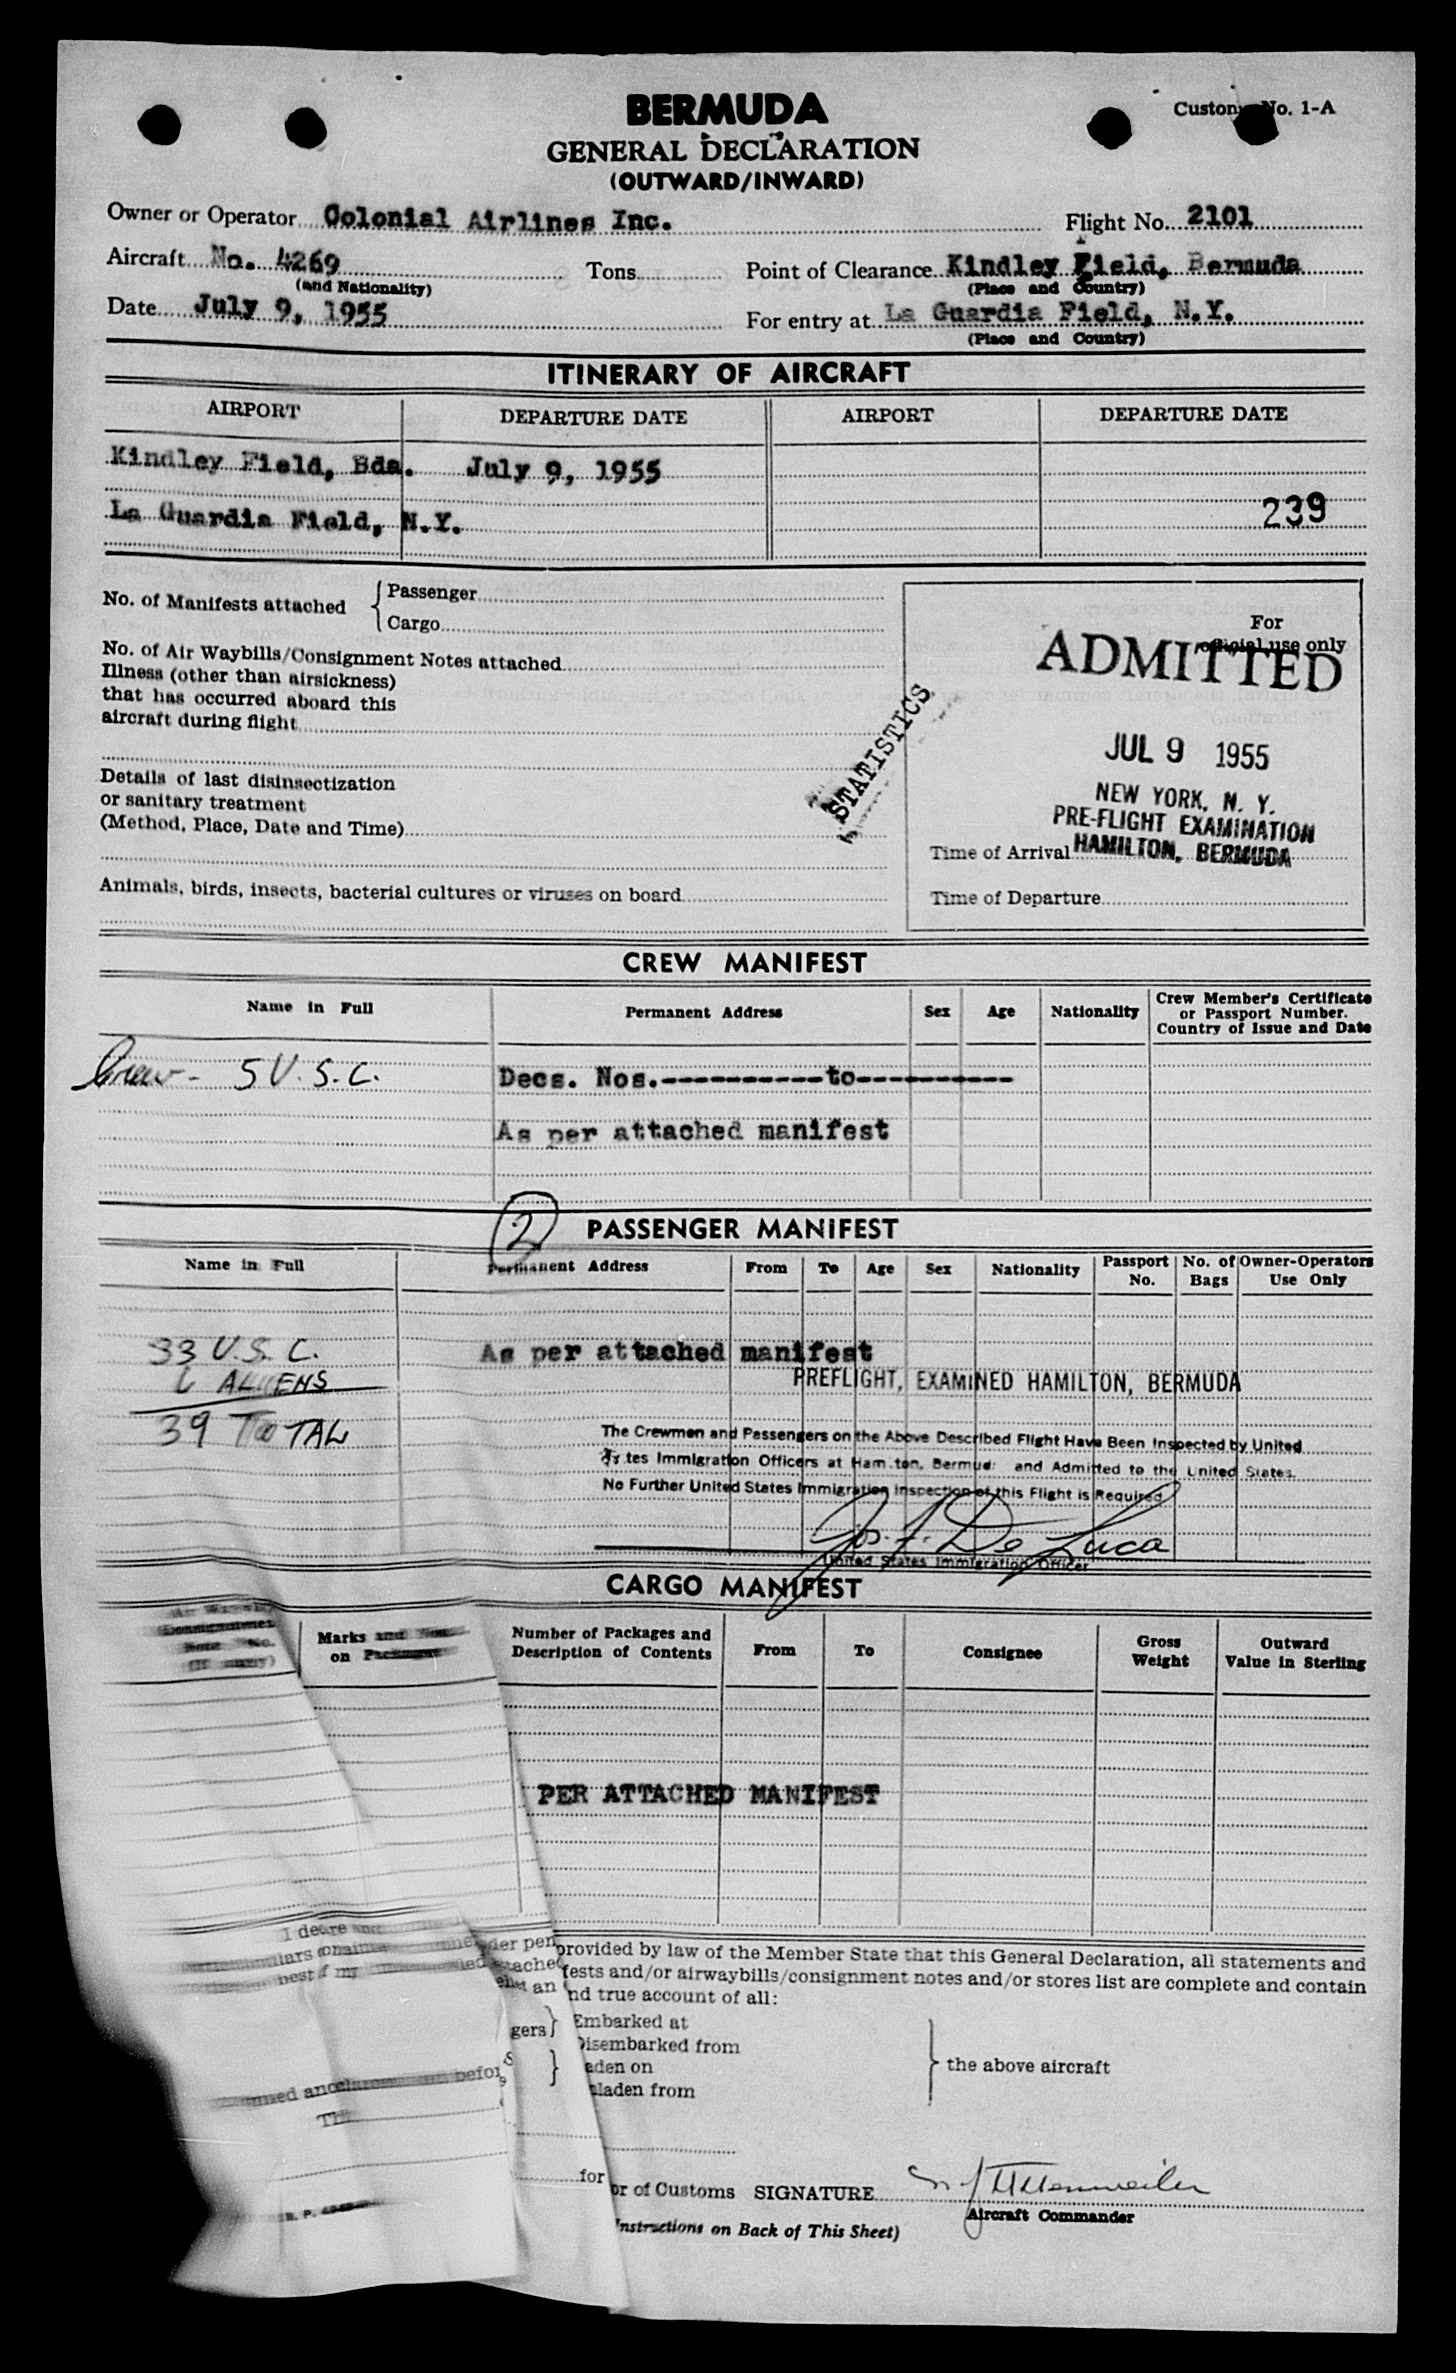 BERMUDA
Customs No. 1-A
GENERAL DECLARATION
(OUTWARD/INWARD)
Owner or Operator Colonial Airlines Inc. Flight No. 2101
Aircraft No. 4269 Tons Point of Clearance Kindley Field, Bermuda
(and Nationality) (Place and Country)
Date July 9, 1955 For entry at La Guardia Field, N.Y.
(Place and Country)
ITINERARY OF AIRCRAFT
AIRPORT DEPARTURE DATE AIRPORT DEPARTURE DATE
Kindley Field, Bda. July 9, 1955
La Guardia Field, N.Y. 239
No. of Manifests attached { Passenger
Cargo
No. of Air Waybills/Consignment Notes attached
Illness (other than airsickness)
that has occurred aboard this
aircraft during flight
Details of last disinsectization
or sanitary treatment
(Method, Place, Date and Time)
Animals, birds, insects, bacterial cultures or viruses on board
STATISTICS
For
official use only
ADMITTED
JUL 9 1955
NEW YORK, N. Y.
PRE-FLIGHT EXAMINATION
HAMILTON, BERMUDA
Time of Arrival
Time of Departure
CREW MANIFEST
Name in Full Permanent Address Sex Age Nationality Crew Member's Certificate
or Passport Number.
Country of Issue and Date
Crew - 5 U.S.C. Decs. Nos.-----------to-----------
As per attached manifest
2 PASSENGER MANIFEST
Name in Full Permanent Address From To Age Sex Nationality Passport No. No. of Bags Owner-Operators Use Only
33 U.S.C. As per attached manifest
6 ALIENS PREFLIGHT, EXAMINED HAMILTON, BERMUDA
39 TOTAL
The Crewmen and Passengers on the Above Described Flight Have Been Inspected by United
tes Immigration Officers at Ham ton, Bermud and Admitted to the United States.
No Further United States Immigration Inspection of this Flight is Required
Jos. F. De Luca
United States Immigration Officer
CARGO MANIFEST
Marks and
on
Number of Packages and
Description of Contents
From To Consignee
Gross
Weight
Outward
Value in Sterling
PER ATTACHED MANIFEST
provided by law of the Member State that this General Declaration, all statements and
fests and/or airwaybills/consignment notes and/or stores list are complete and contain
nd true account of all:
gers} Embarked at
Disembarked from
aden on
nladen from
} the above aircraft
for
or of Customs SIGNATURE
Aircraft Commander
Instructions on Back of This Sheet)